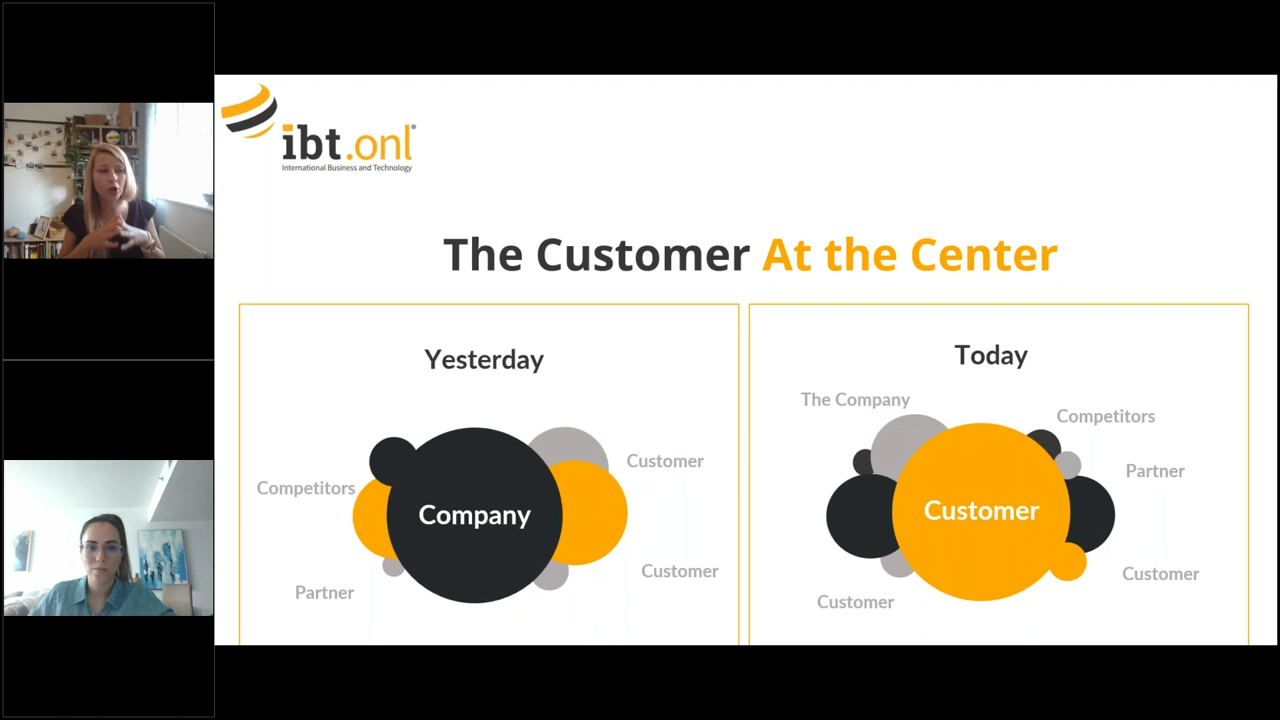 ibt.onl®
International Business and Technology
The Customer At the Center
Yesterday
Competitors
Company
Customer
Customer
Partner
Today
The Company
Competitors
Partner
Customer
Customer
Customer